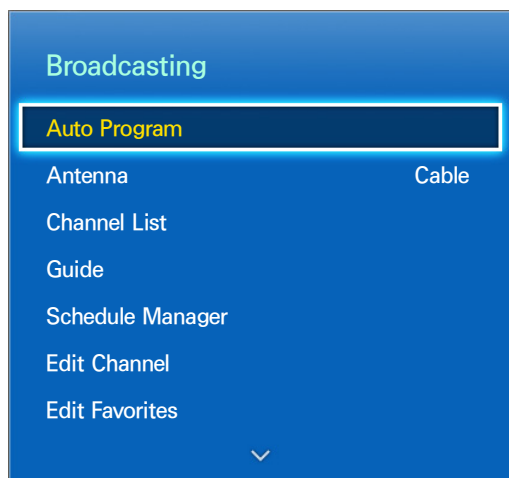 Broadcasting
Auto Program
Antenna Cable
Channel List
Guide
Schedule Manager
Edit Channel
Edit Favorites